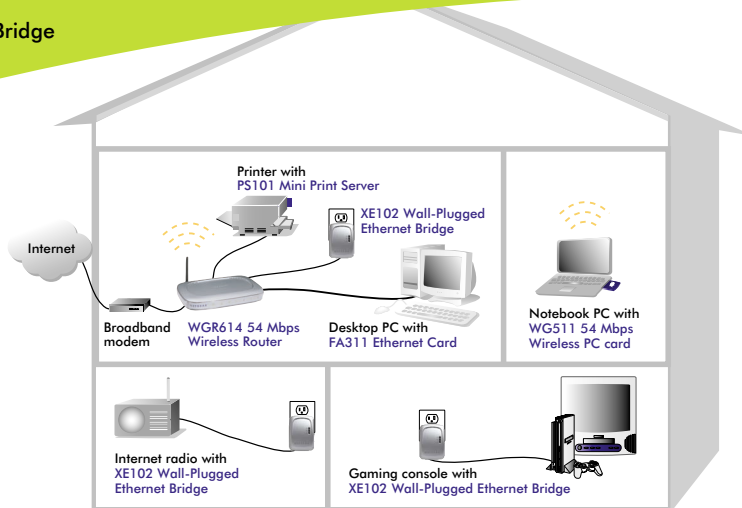 Bridge
Printer with
PS101 Mini Print Server
XE102 Wall-Plugged
Ethernet Bridge
Internet
Broadband
modem
WGR614 54 Mbps
Wireless Router
Desktop PC with
FA311 Ethernet Card
Notebook PC with
WG511 54 Mbps
Wireless PC card
Internet radio with
XE102 Wall-Plugged
Ethernet Bridge
Gaming console with
XE102 Wall-Plugged Ethernet Bridge